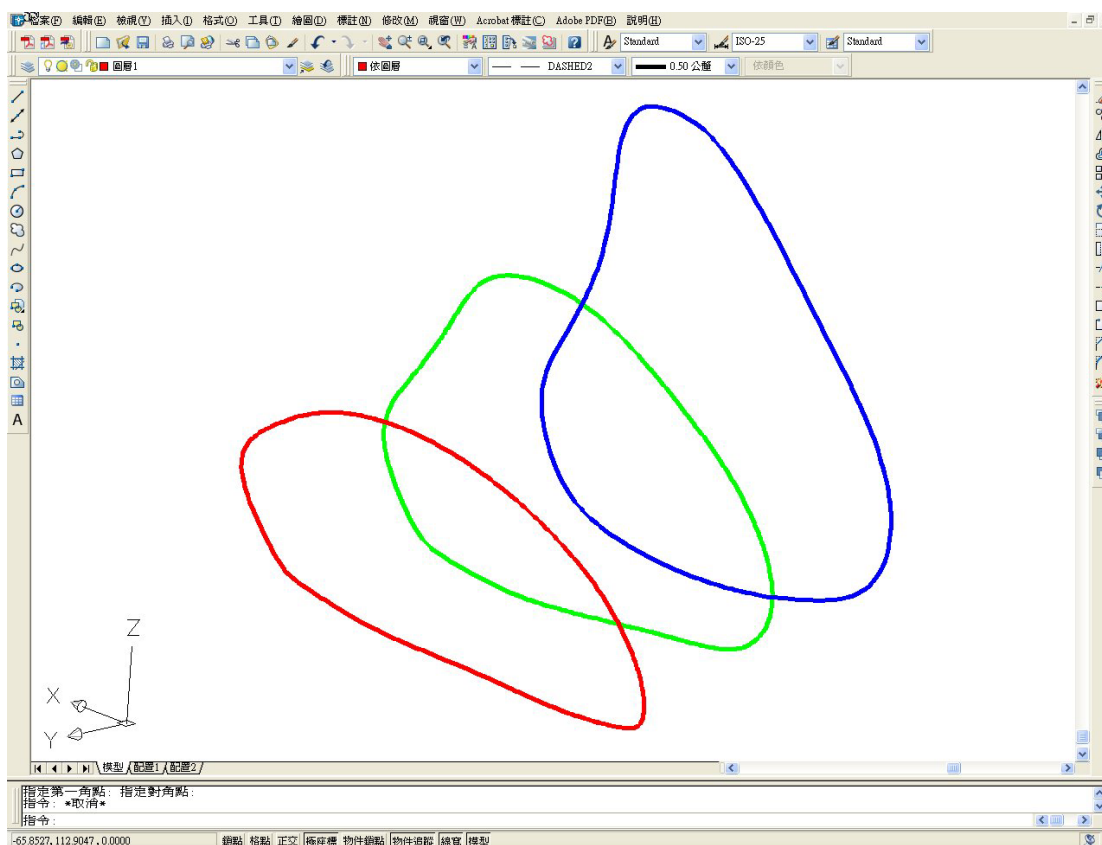 檔案(F) 編輯(E) 檢視(V) 插入(I) 格式(O) 工具(T) 繪圖(D) 標註(N) 修改(M) 視窗(W) Acrobat 標註(C) Adobe PDF(B) 說明(H)
Standard ISO-25 Standard
圖層1 依圖層 DASHED2 0.50 公釐 依顏色
A
Z
X
Y
模型 配置1 配置2
指定第一角點: 指定對角點:
指令: *取消*
指令:
-65.8527, 112.9047, 0.0000 鎖點 格點 正交 極座標 物件鎖點 物件追蹤 線寬 模型